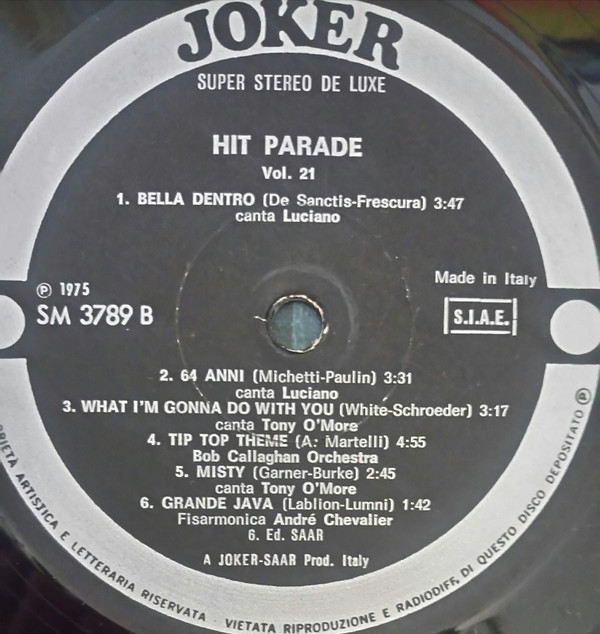 JOKER
SUPER STEREO DE LUXE
HIT PARADE
Vol. 21
1. BELLA DENTRO (De Sanctis-Frescura) 3:47
canta Luciano
Ⓟ 1975
SM 3789 B
Made in Italy
S.I.A.E.
2. 64 ANNI (Michetti-Paulin) 3:31
canta Luciano
3. WHAT I'M GONNA DO WITH YOU (White-Schroeder) 3:17
canta Tony O'More
4. TIP TOP THEME (A. Martelli) 4:55
Bob Callaghan Orchestra
5. MISTY (Garner-Burke) 2:45
canta Tony O'More
6. GRANDE JAVA (Lablion-Lumni) 1:42
Fisarmonica André Chevalier
6. Ed. SAAR
A JOKER-SAAR Prod. Italy
ARTISTICA E LETTERARIA RISERVATA - VIETATA RIPRODUZIONE E RADIODIFF. DI QUESTO DISCO DEPOSITATO Ⓟ